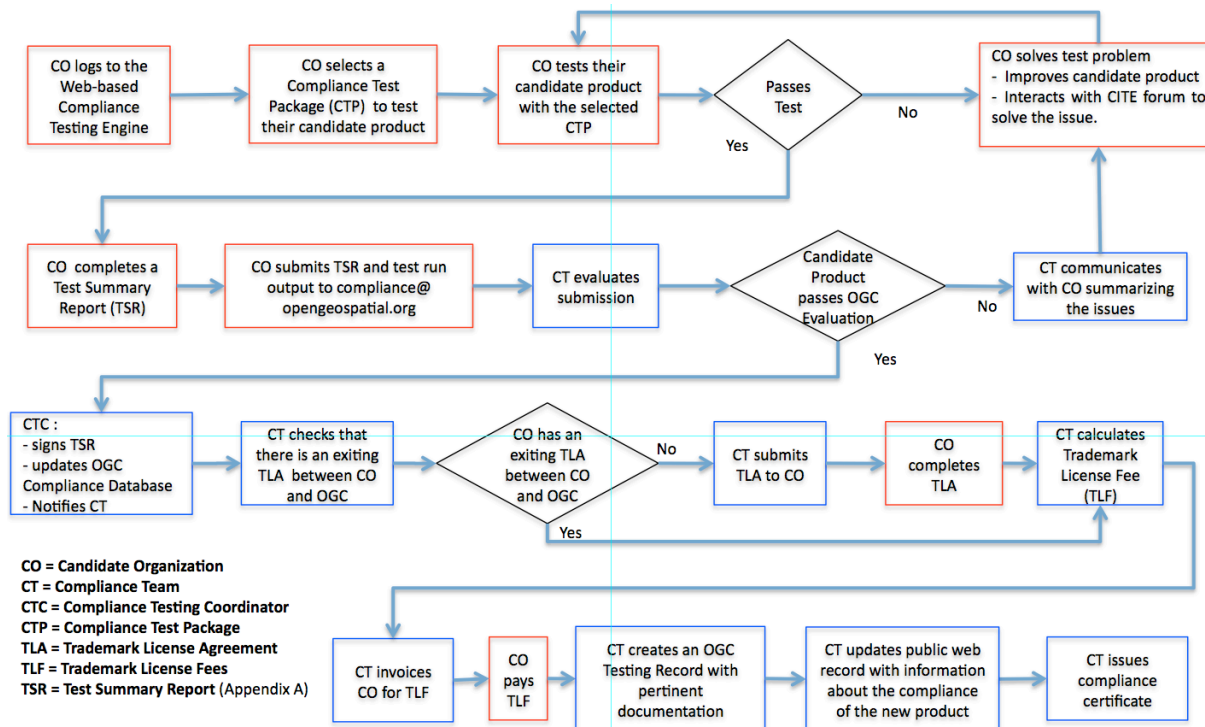 CO logs to the
Web-based
Compliance
Testing Engine
CO selects a
Compliance Test
Package (CTP)  to test
their candidate product
CO tests their
candidate product
with the selected
CTP
Passes
Test
No
Yes
CO solves test problem
- Improves candidate product
- Interacts with CITE forum to
solve the issue.
CO  completes a
Test Summary
Report (TSR)
CO submits TSR and test run
output to compliance@
opengeospatial.org
CT evaluates
submission
Candidate
Product
passes OGC
Evaluation
No
Yes
CT communicates
with CO summarizing
the issues
CTC :
- signs TSR
- updates OGC
Compliance Database
- Notifies CT
CT checks that
there is an exiting
TLA  between CO
and OGC
CO has an
exiting TLA
between CO
and OGC
No
Yes
CT submits
TLA to CO
CO
completes
TLA
CT calculates
Trademark
License Fee
(TLF)
CO = Candidate Organization
CT = Compliance Team
CTC = Compliance Testing Coordinator
CTP = Compliance Test Package
TLA = Trademark License Agreement
TLF = Trademark License Fees
TSR = Test Summary Report (Appendix A)
CT invoices
CO for TLF
CO
pays
TLF
CT creates an OGC
Testing Record with
pertinent
documentation
CT updates public web
record with information
about the compliance
of the new product
CT issues
compliance
certificate